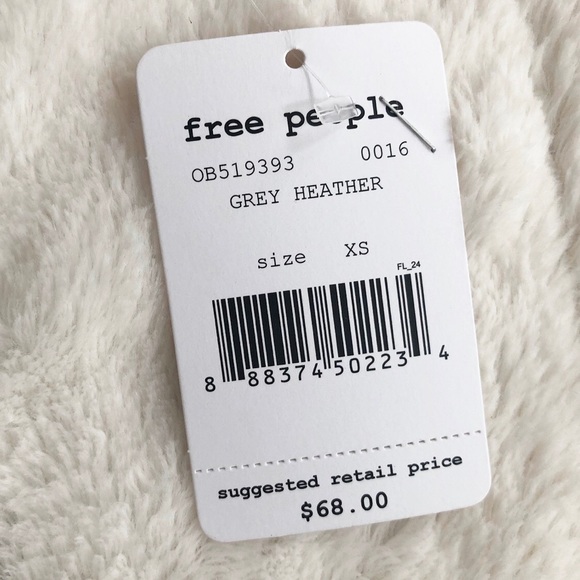 free people
OB519393 0016
GREY HEATHER
size XS
FL_24
8 88374 50223 4
suggested retail price
$68.00